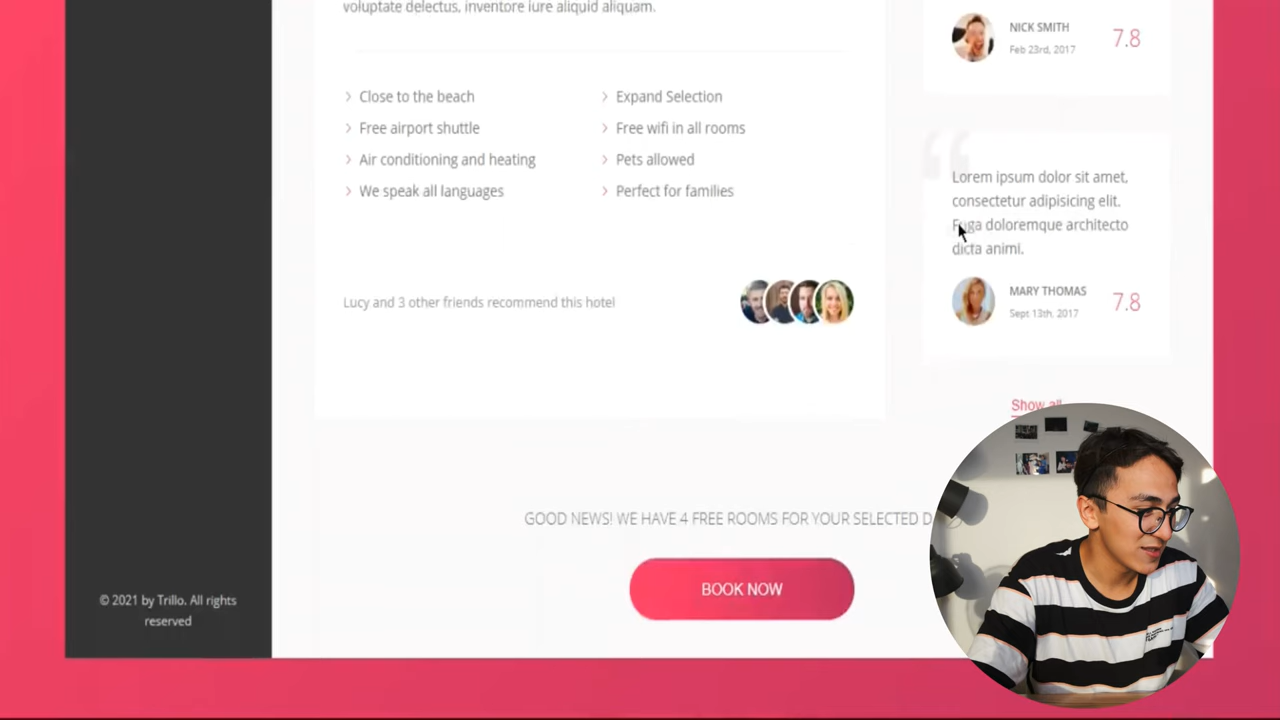 voluptate delectus, inventore iure aliquid aliquam.
Close to the beach
Free airport shuttle
Air conditioning and heating
We speak all languages
Expand Selection
Free wifi in all rooms
Pets allowed
Perfect for families
Lucy and 3 other friends recommend this hotel
NICK SMITH
Feb 23rd, 2017
7.8
“
Lorem ipsum dolor sit amet,
consectetur adipisicing elit.
Fuga doloremque architecto
dicta animi.
MARY THOMAS
Sept 13th, 2017
7.8
Show all
GOOD NEWS! WE HAVE 4 FREE ROOMS FOR YOUR SELECTED D
BOOK NOW
© 2021 by Trillo. All rights
reserved